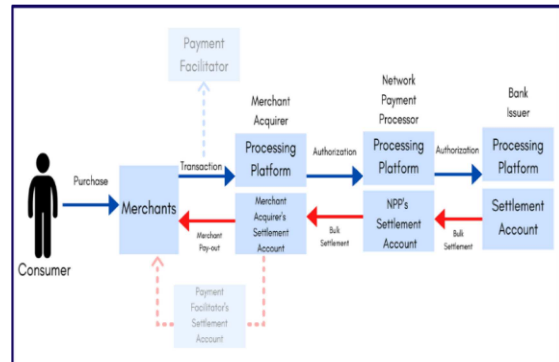 Payment
Facilitator
Merchant
Acquirer
Network
Payment
Processor
Bank
Issuer
Purchase
Transaction
Processing
Platform
Authorization
Processing
Platform
Authorization
Processing
Platform
Merchants
Merchant
Pay-out
Merchant
Acquirer's
Settlement
Account
Bulk
Settlement
NPP's
Settlement
Account
Bulk
Settlement
Settlement
Account
Consumer
Payment
Facilitator's
Settlement
Account